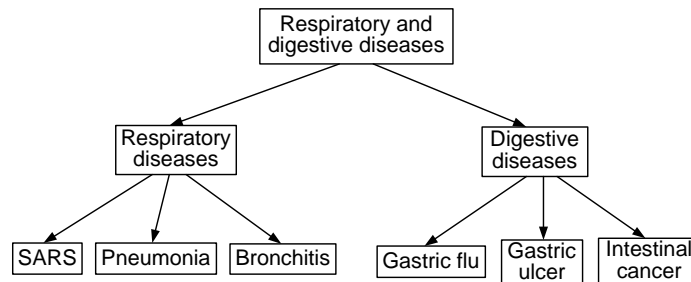 Respiratory and
digestive diseases
Respiratory
diseases
Digestive
diseases
SARS
Pneumonia
Bronchitis
Gastric flu
Gastric
ulcer
Intestinal
cancer